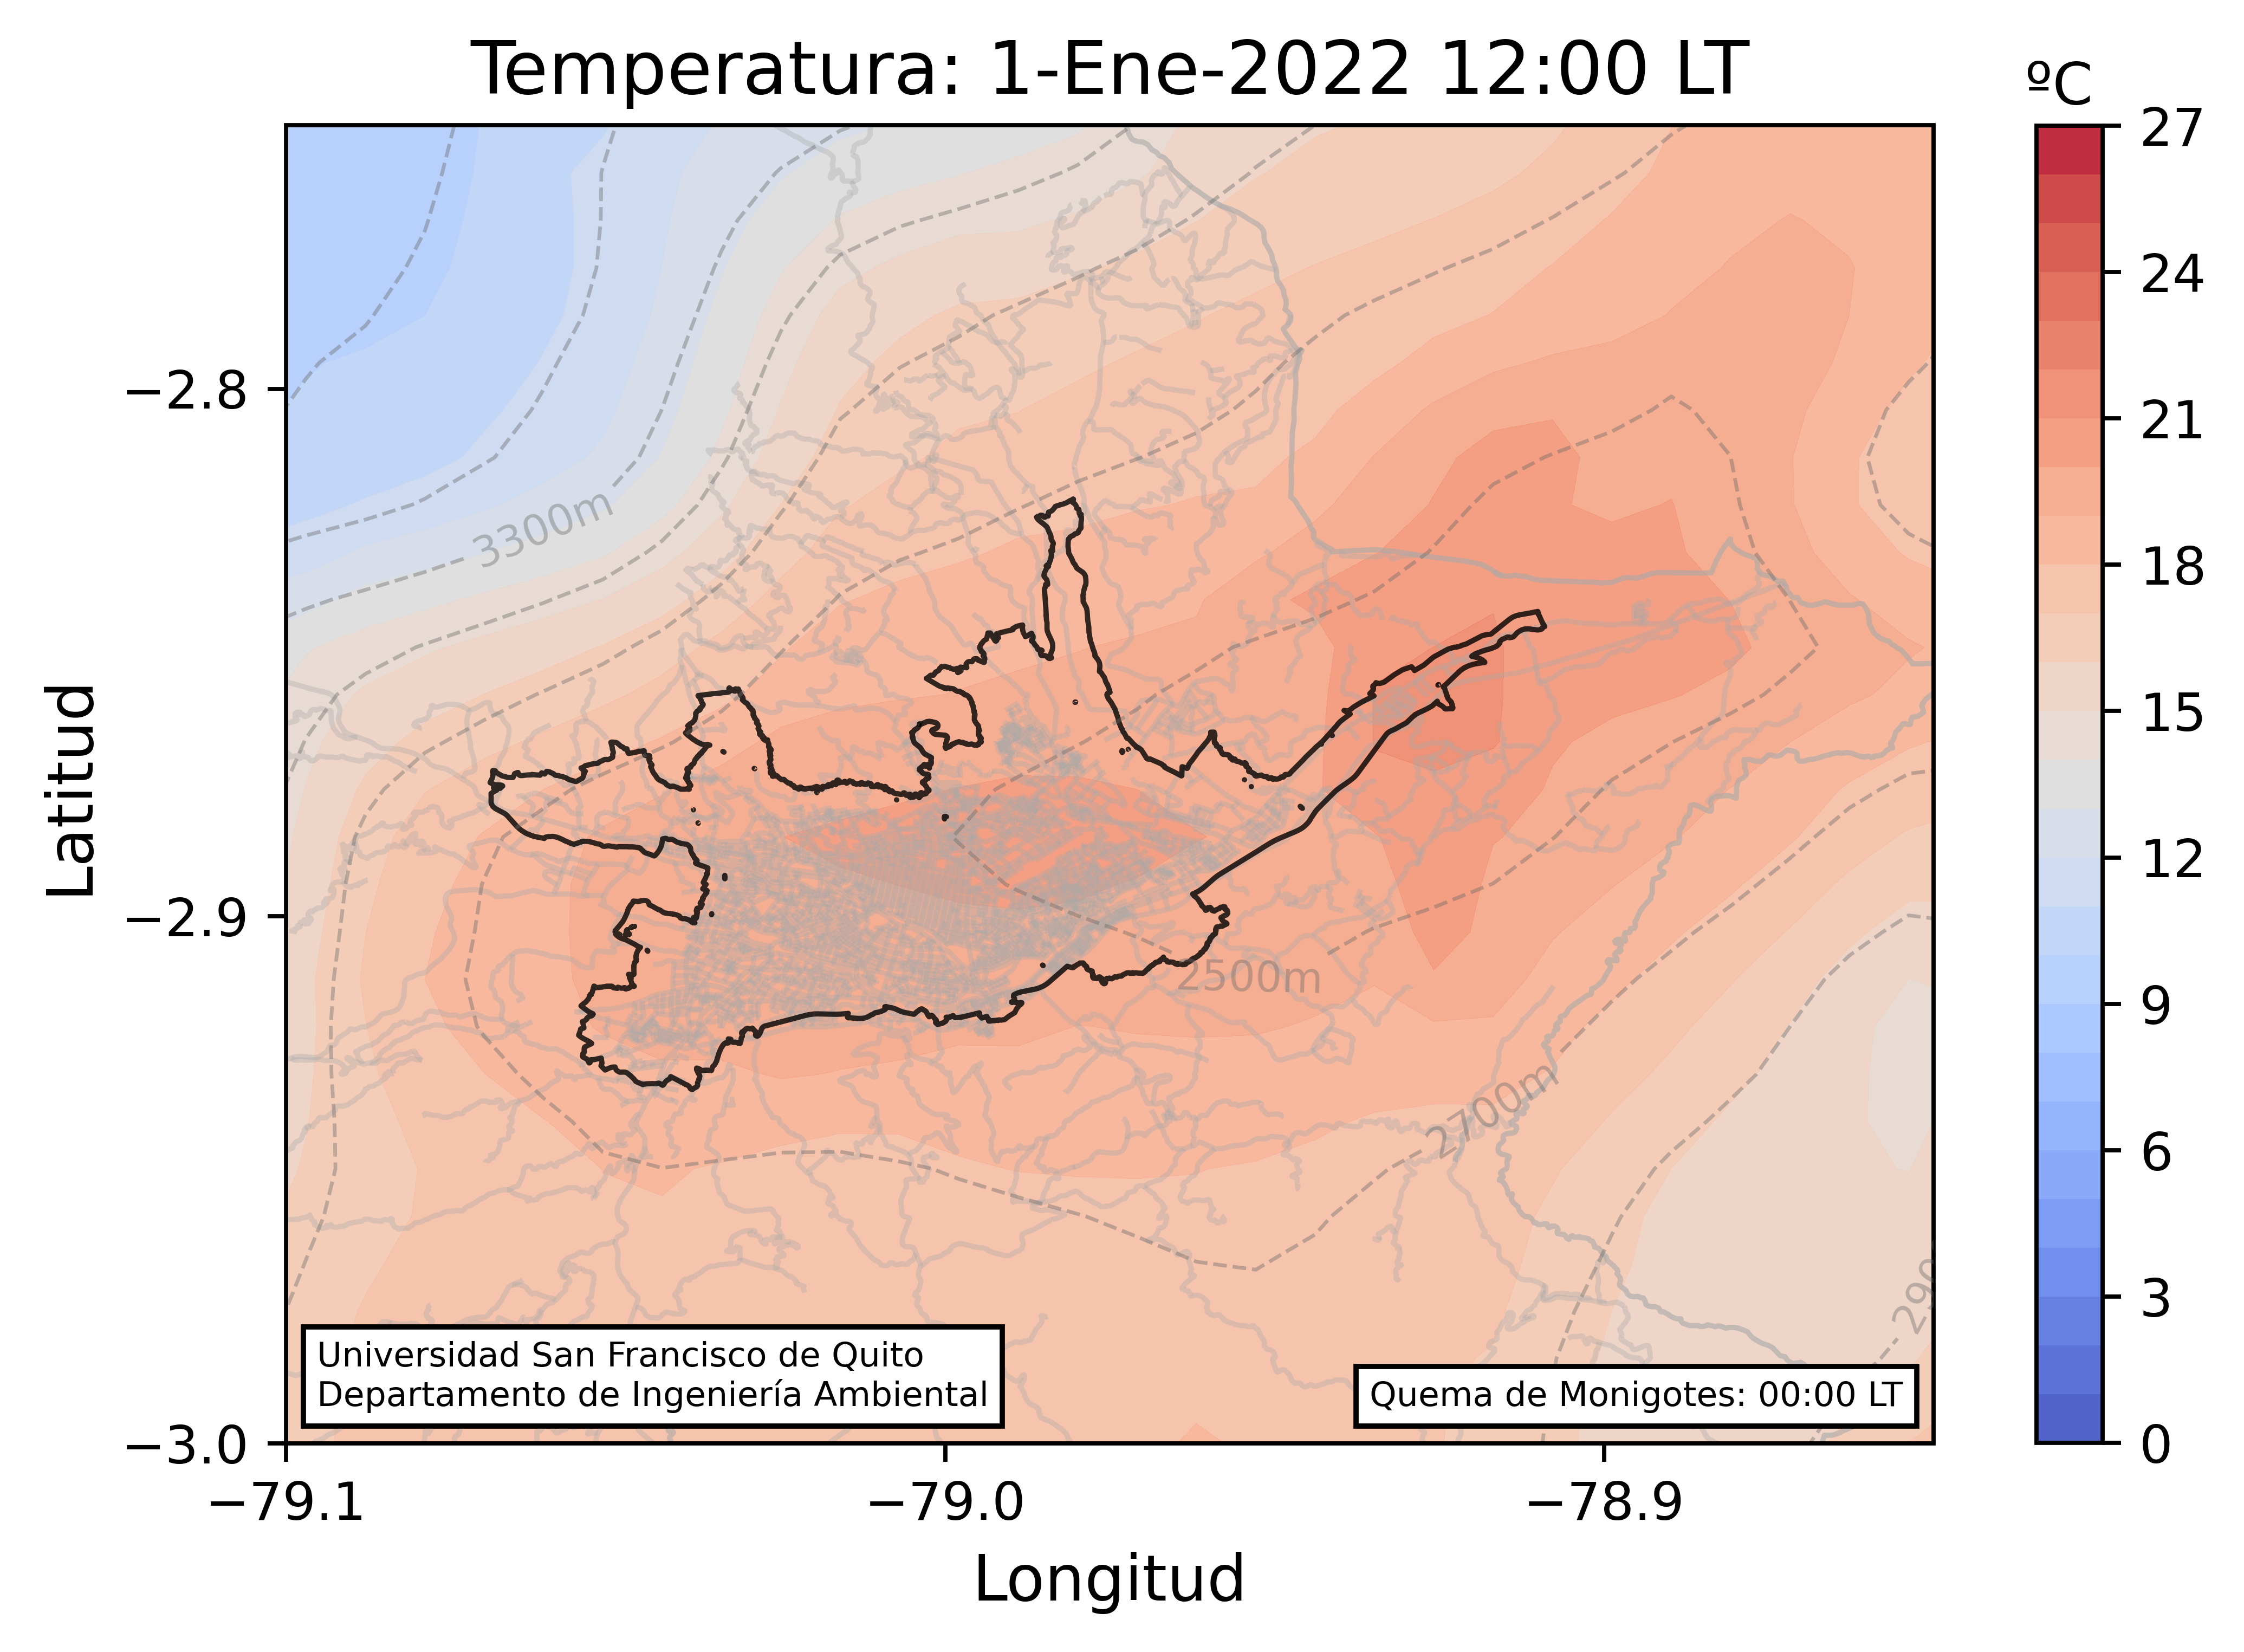 Temperatura: 1-Ene-2022 12:00 LT
ºC
27
24
21
18
15
12
9
6
3
0
Latitud
−2.8
−2.9
−3.0
3300m
2500m
2700m
Universidad San Francisco de Quito
Departamento de Ingeniería Ambiental
Quema de Monigotes: 00:00 LT
−79.1
−79.0
−78.9
Longitud